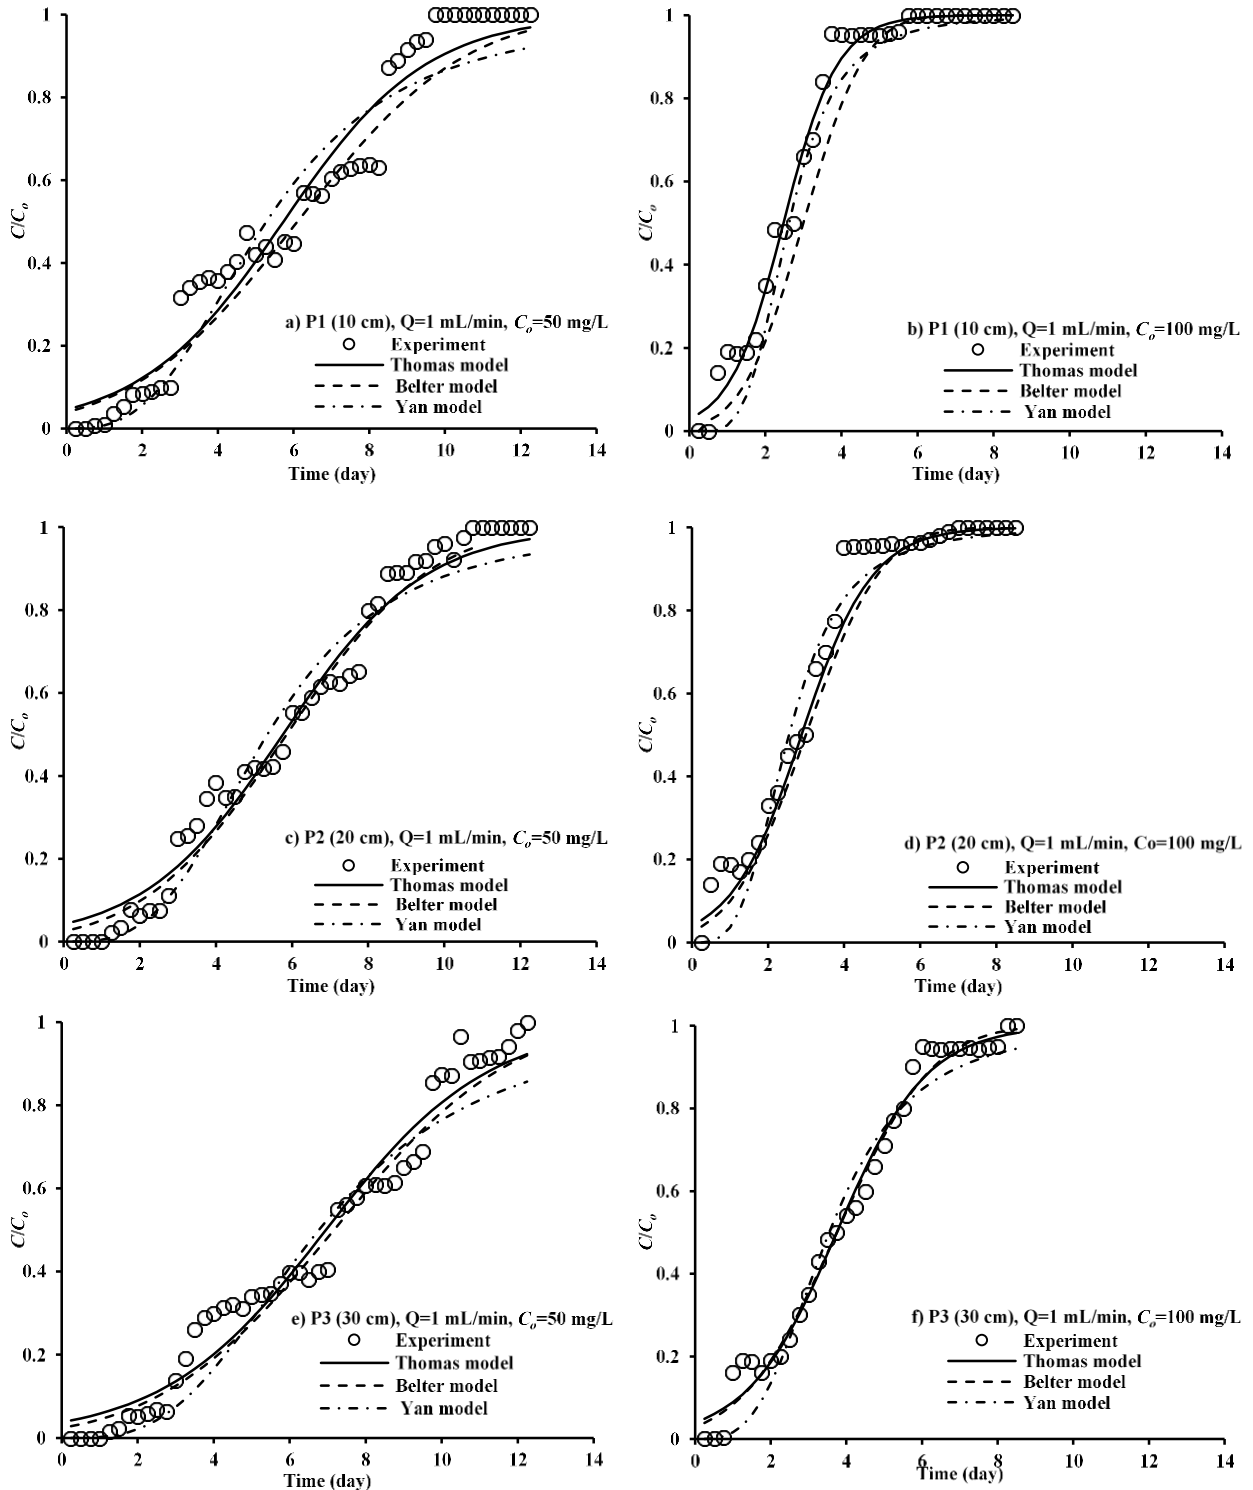 1
0.8
0.6
0.4
0.2
0
C/Co
a) P1 (10 cm), Q=1 mL/min, Co=50 mg/L
Experiment
Thomas model
Belter model
Yan model
0 2 4 6 8 10 12 14
Time (day)
1
0.8
0.6
0.4
0.2
0
C/Co
b) P1 (10 cm), Q=1 mL/min, Co=100 mg/L
Experiment
Thomas model
Belter model
Yan model
0 2 4 6 8 10 12 14
Time (day)
1
0.8
0.6
0.4
0.2
0
C/Co
c) P2 (20 cm), Q=1 mL/min, Co=50 mg/L
Experiment
Thomas model
Belter model
Yan model
0 2 4 6 8 10 12 14
Time (day)
1
0.8
0.6
0.4
0.2
0
C/Co
d) P2 (20 cm), Q=1 mL/min, Co=100 mg/L
Experiment
Thomas model
Belter model
Yan model
0 2 4 6 8 10 12 14
Time (day)
1
0.8
0.6
0.4
0.2
0
C/Co
e) P3 (30 cm), Q=1 mL/min, Co=50 mg/L
Experiment
Thomas model
Belter model
Yan model
0 2 4 6 8 10 12 14
Time (day)
1
0.8
0.6
0.4
0.2
0
C/Co
f) P3 (30 cm), Q=1 mL/min, Co=100 mg/L
Experiment
Thomas model
Belter model
Yan model
0 2 4 6 8 10 12 14
Time (day)